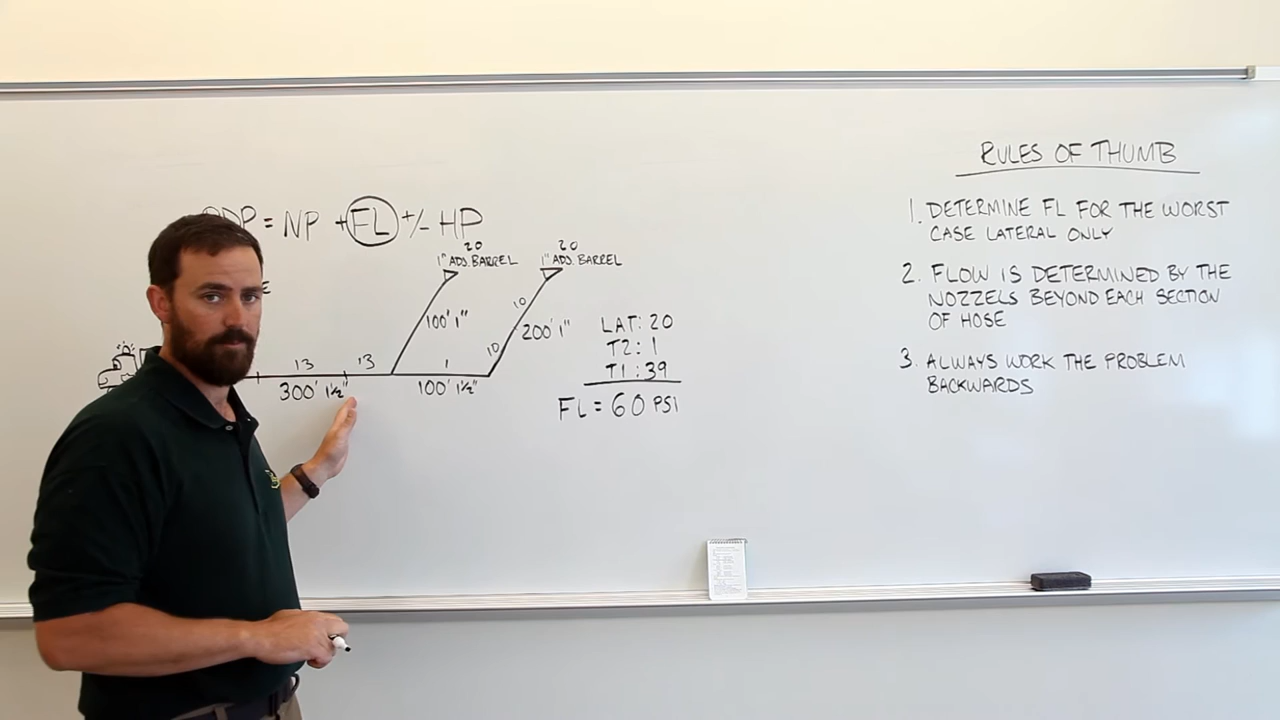 PDP = NP + FL +/- HP
20
1" ADJ. BARREL
20
1" ADJ. BARREL
100' 1"
10
10
200' 1"
13
13
1
300' 1½"
100' 1½"
LAT: 20
T2: 1
T1: 39
FL = 60 PSI
RULES OF THUMB
1. DETERMINE FL FOR THE WORST
CASE LATERAL ONLY
2. FLOW IS DETERMINED BY THE
NOZZELS BEYOND EACH SECTION
OF HOSE
3. ALWAYS WORK THE PROBLEM
BACKWARDS